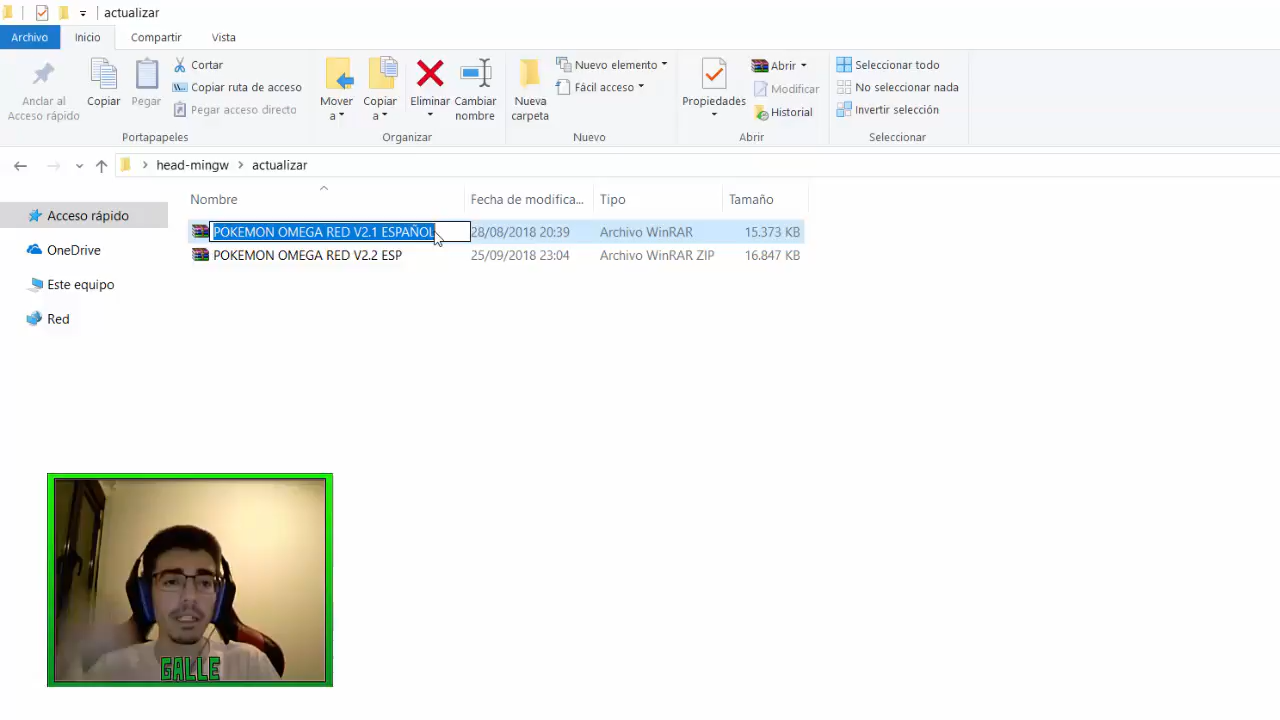 actualizar
Archivo Inicio Compartir Vista
Anclar al Acceso rápido
Copiar
Pegar
Cortar
Copiar ruta de acceso
Pegar acceso directo
Portapapeles
Mover a
Copiar a
Eliminar
Cambiar nombre
Organizar
Nueva carpeta
Nuevo elemento
Fácil acceso
Nuevo
Propiedades
Abrir
Modificar
Historial
Abrir
Seleccionar todo
No seleccionar nada
Invertir selección
Seleccionar
head-mingw > actualizar
Nombre Fecha de modifica... Tipo Tamaño
POKEMON OMEGA RED V2.1 ESPAÑOL 28/08/2018 20:39 Archivo WinRAR 15.373 KB
POKEMON OMEGA RED V2.2 ESP 25/09/2018 23:04 Archivo WinRAR ZIP 16.847 KB
Acceso rápido
OneDrive
Este equipo
Red
GALLE